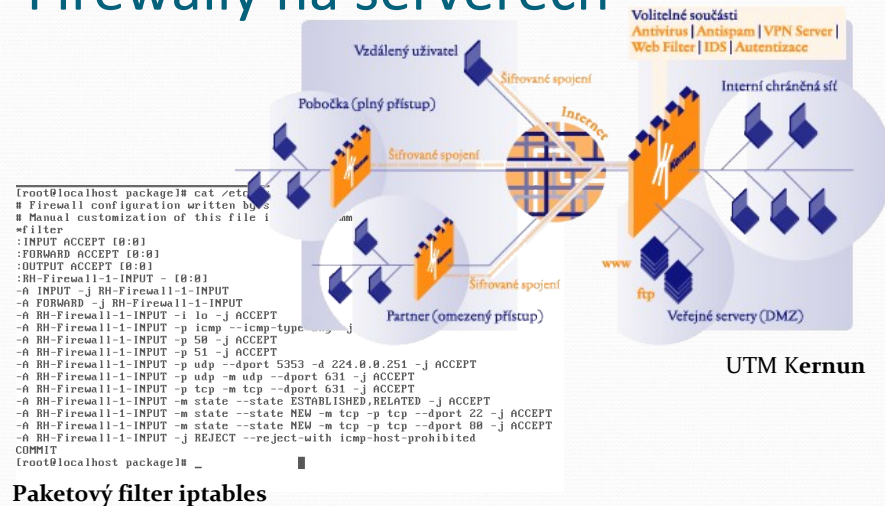 Firewally na serverech
Volitelné součásti
Antivirus | Antispam | VPN Server |
Web Filter | IDS | Autentizace
Vzdálený uživatel
Šifrované spojení
Interní chráněná síť
Internet
Pobočka (plný přístup)
Šifrované spojení
Kernun
Šifrované spojení
www
ftp
Partner (omezený přístup)
Veřejné servery (DMZ)
UTM Kernun
[root@localhost package]# cat /etc
# Firewall configuration written by s
# Manual customization of this file i mm
*filter
:INPUT ACCEPT [0:0]
:FORWARD ACCEPT [0:0]
:OUTPUT ACCEPT [0:0]
:RH-Firewall-1-INPUT - [0:0]
-A INPUT -j RH-Firewall-1-INPUT
-A FORWARD -j RH-Firewall-1-INPUT
-A RH-Firewall-1-INPUT -i lo -j ACCEPT
-A RH-Firewall-1-INPUT -p icmp --icmp-type any -j
-A RH-Firewall-1-INPUT -p 50 -j ACCEPT
-A RH-Firewall-1-INPUT -p 51 -j ACCEPT
-A RH-Firewall-1-INPUT -p udp --dport 5353 -d 224.0.0.251 -j ACCEPT
-A RH-Firewall-1-INPUT -p udp -m udp --dport 631 -j ACCEPT
-A RH-Firewall-1-INPUT -p tcp -m tcp --dport 631 -j ACCEPT
-A RH-Firewall-1-INPUT -m state --state ESTABLISHED,RELATED -j ACCEPT
-A RH-Firewall-1-INPUT -m state --state NEW -m tcp -p tcp --dport 22 -j ACCEPT
-A RH-Firewall-1-INPUT -m state --state NEW -m tcp -p tcp --dport 80 -j ACCEPT
-A RH-Firewall-1-INPUT -j REJECT --reject-with icmp-host-prohibited
COMMIT
[root@localhost package]# _
Paketový filter iptables